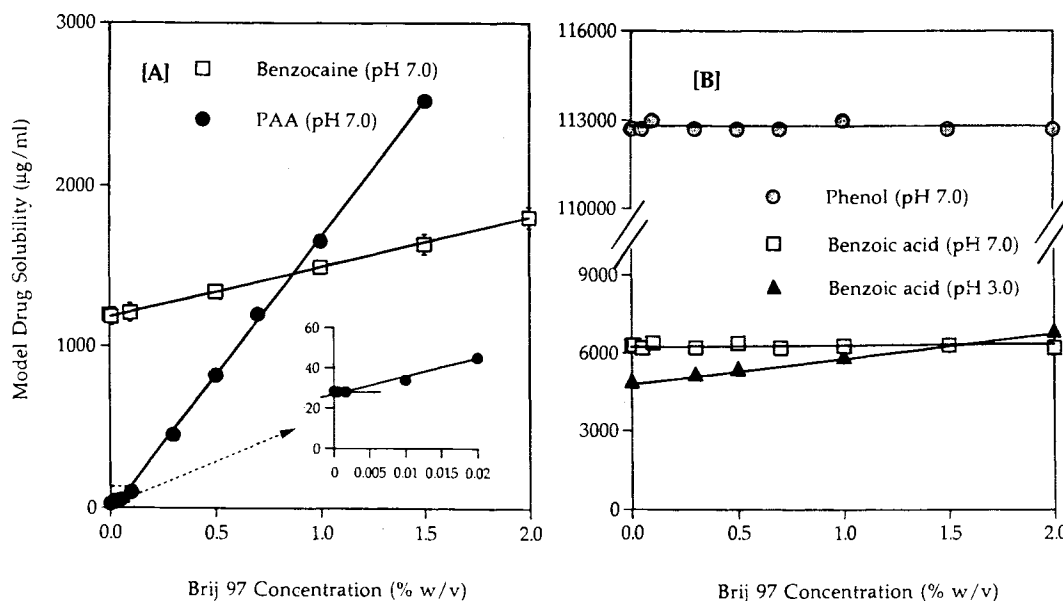 Model Drug Solubility (µg/ml)
3000
2000
1000
0
[A]
Benzocaine (pH 7.0)
PAA (pH 7.0)
60
40
20
0
0 0.005 0.01 0.015 0.02
0.0 0.5 1.0 1.5 2.0
Brij 97 Concentration (% w/v)
116000
113000
110000
9000
6000
3000
0
[B]
Phenol (pH 7.0)
Benzoic acid (pH 7.0)
Benzoic acid (pH 3.0)
0.0 0.5 1.0 1.5 2.0
Brij 97 Concentration (% w/v)